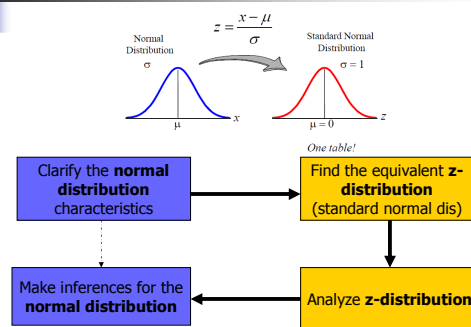 z = (x − μ) / σ
Normal
Distribution
σ
x
μ
Standard Normal
Distribution
σ = 1
z
μ = 0
One table!
Clarify the normal
distribution
characteristics
Find the equivalent z-
distribution
(standard normal dis)
Make inferences for the
normal distribution
Analyze z-distribution